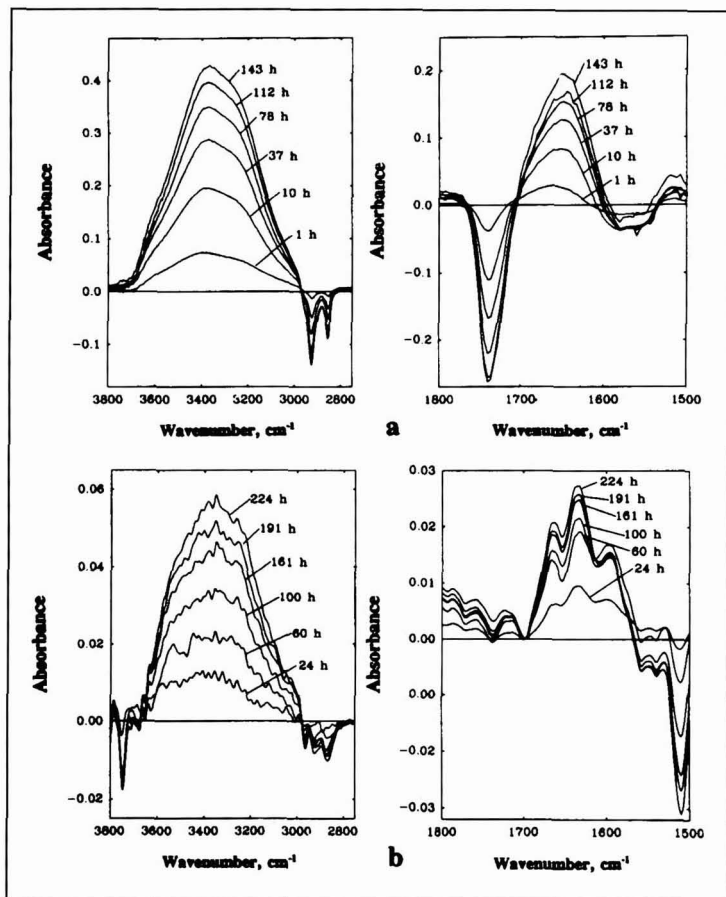 0.4
0.3
0.2
0.1
0.0
-0.1
Absorbance
143 h
112 h
78 h
37 h
10 h
1 h
3800 3600 3400 3200 3000 2800
Wavenumber, cm-1
0.2
0.1
0.0
-0.1
-0.2
Absorbance
143 h
112 h
78 h
37 h
10 h
1 h
1800 1700 1600 1500
Wavenumber, cm-1
a
0.06
0.04
0.02
0.00
-0.02
Absorbance
224 h
191 h
161 h
100 h
60 h
24 h
3800 3600 3400 3200 3000 2800
Wavenumber, cm-1
0.03
0.02
0.01
0.00
0.00
-0.02
-0.03
Absorbance
224 h
191 h
161 h
100 h
60 h
24 h
1800 1700 1600 1500
Wavenumber, cm-1
b